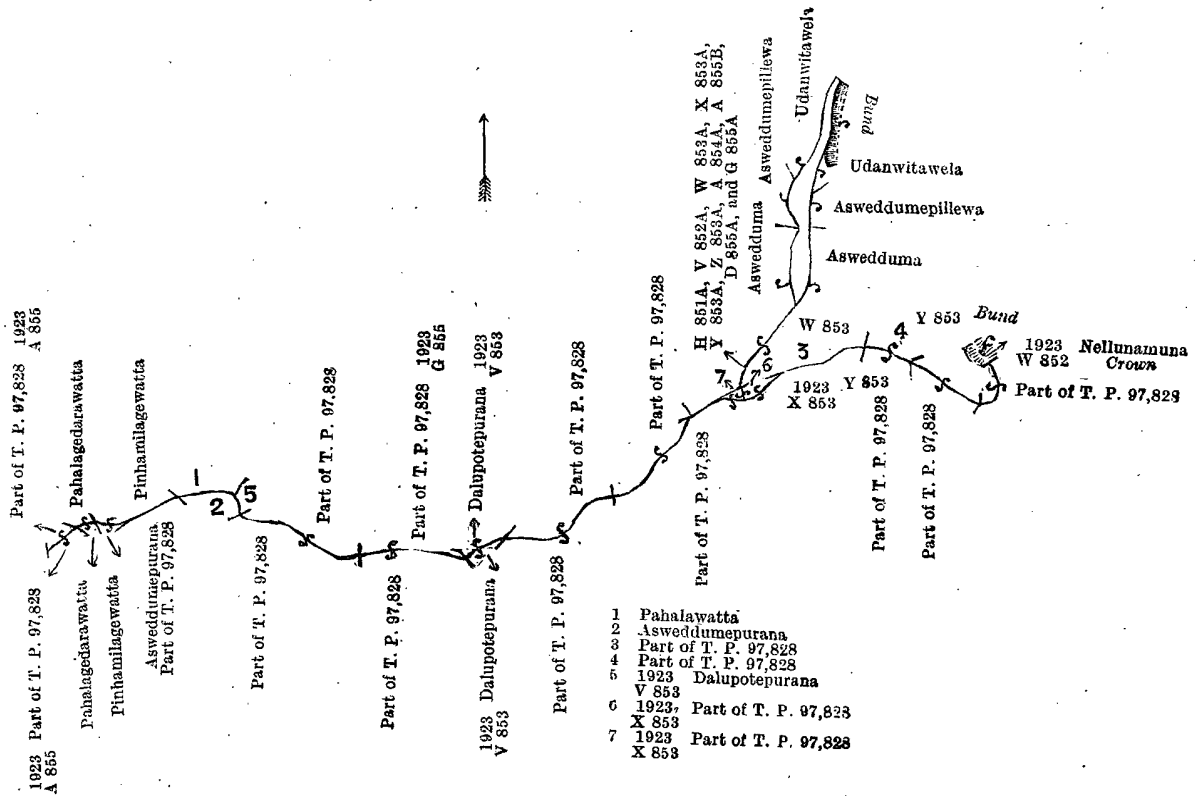 Udanwitawela
Asweddumepillewa
Aswedduma
H 851A, V 852A, W 853A, X 853A,
Y 853A, Z 853A, A 854A, A 855B,
D 855A, and G 855A
Bund
Udanwitawela
Asweddumepillewa
Aswedduma
W 853
3
Y 853
4
Y 853
Bund
1923
W 852
Nellunamuna
Crown
Part of T. P. 97,828
7
6
1923
X 853
Part of T. P. 97,828
Part of T. P. 97,828
Part of T. P. 97,828
Part of T. P. 97,828
Part of T. P. 97,828
Part of T. P. 97,828
Dalupotepurana
1923
V 853
Part of T. P. 97,828
1923
G 855
Part of T. P. 97,828
Pinhamilagewatta
Pahalagedarawatta
Part of T. P. 97,828
1923
A 855
1
2
5
1923
A 855
Part of T. P. 97,828
Pahalagedarawatta
Pinhamilagewatta
Asweddumepurana
Part of T. P. 97,828
Part of T. P. 97,828
Part of T. P. 97,828
1923
V 853
Dalupotepurana
Part of T. P. 97,828
1 Pahalawatta
2 Asweddumepurana
3 Part of T. P. 97,828
4 Part of T. P. 97,828
5 1923 Dalupotepurana
V 853
6 1923, Part of T. P. 97,828
X 853
7 1923 Part of T. P. 97,828
X 853